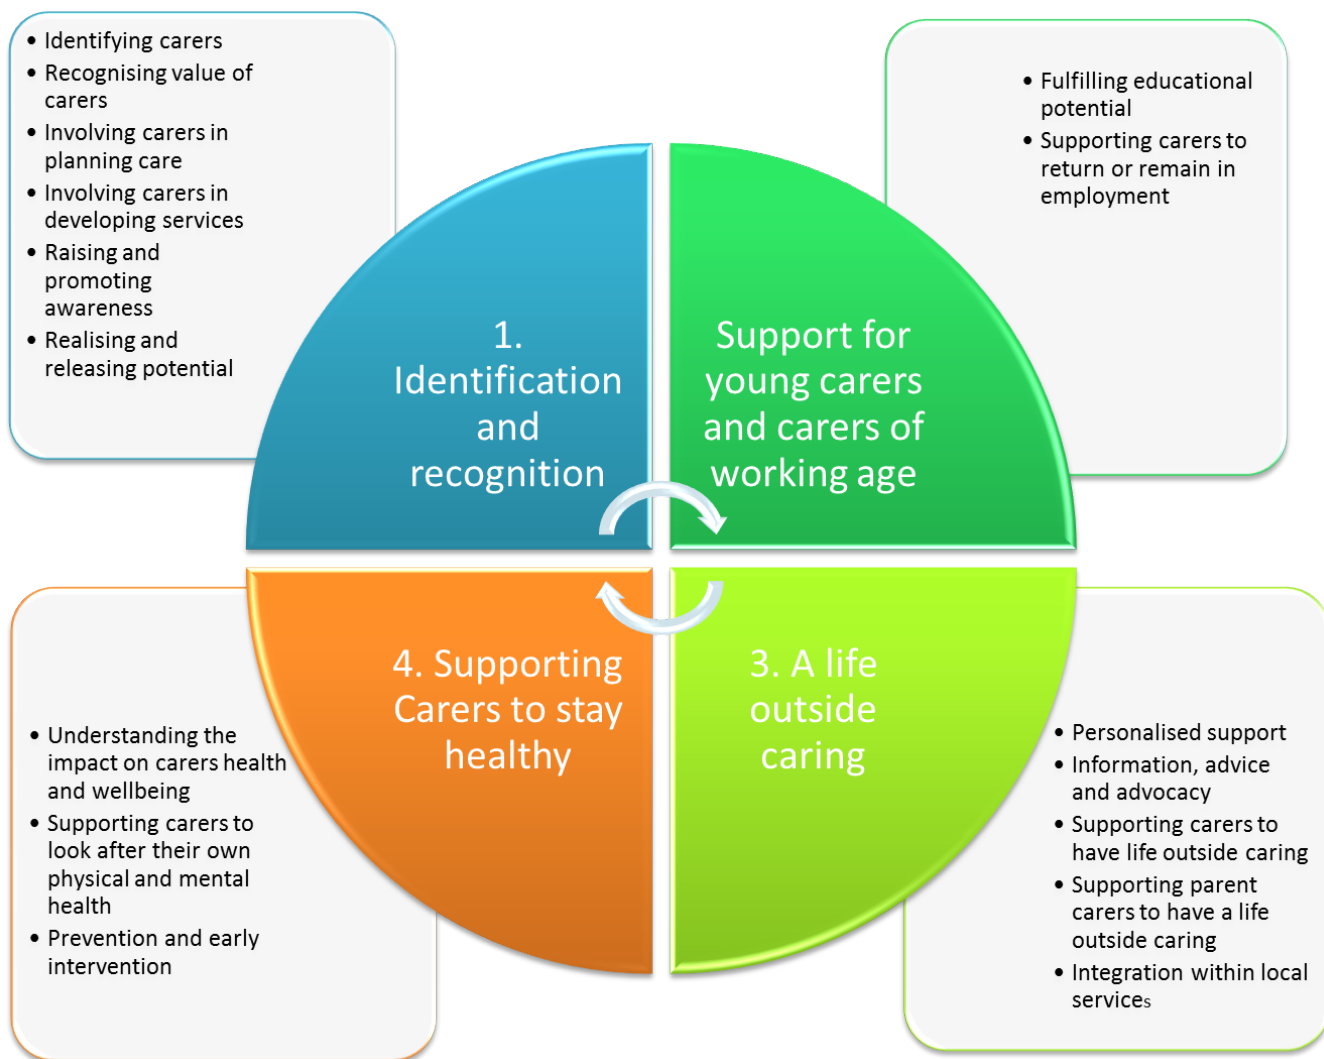 • Identifying carers
• Recognising value of
carers
• Involving carers in
planning care
• Involving carers in
developing services
• Raising and
promoting
awareness
• Realising and
releasing potential
• Fulfilling educational
potential
• Supporting carers to
return or remain in
employment
1.
Identification
and
recognition
Support for
young carers
and carers of
working age
4. Supporting
Carers to stay
healthy
3. A life
outside
caring
• Understanding the
impact on carers health
and wellbeing
• Supporting carers to
look after their own
physical and mental
health
• Prevention and early
intervention
• Personalised support
• Information, advice
and advocacy
• Supporting carers to
have life outside caring
• Supporting parent
carers to have a life
outside caring
• Integration within local
services